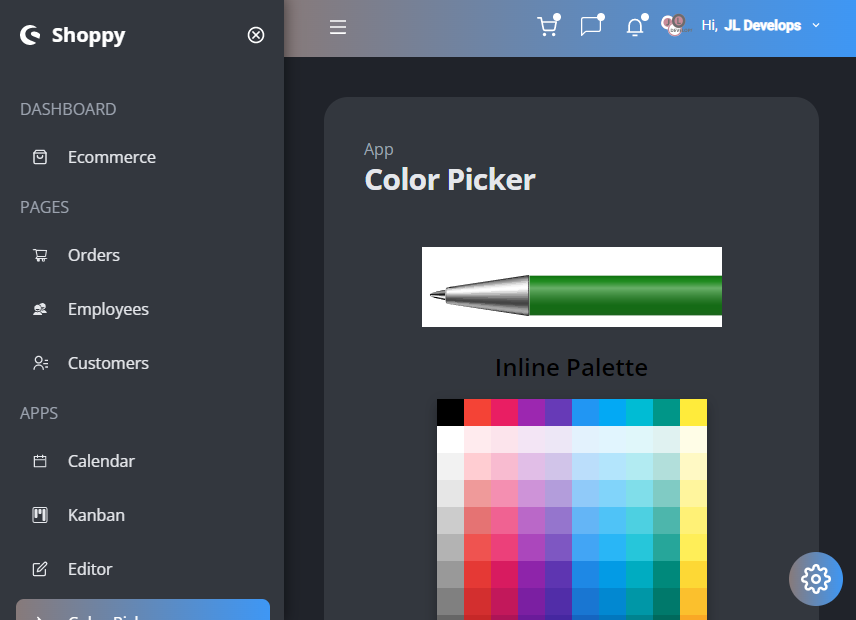 Shoppy
Hi, JL Develops
DASHBOARD
Ecommerce
PAGES
Orders
Employees
Customers
APPS
Calendar
Kanban
Editor
App
Color Picker
Inline Palette